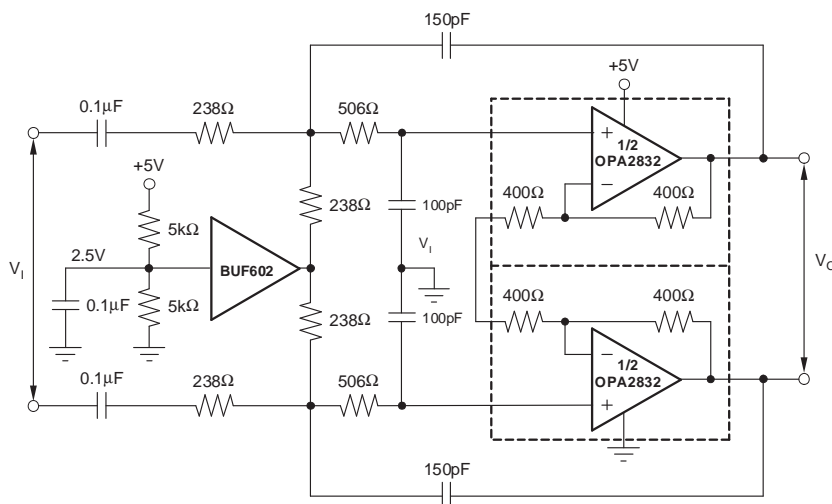 150pF
+5V
0.1μF
238Ω
506Ω
1/2
OPA2832
+
−
400Ω
400Ω
+5V
238Ω
100pF
5kΩ
2.5V
BUF602
V_I
V_I
V_O
0.1μF
5kΩ
238Ω
100pF
400Ω
400Ω
−
1/2
OPA2832
+
0.1μF
238Ω
506Ω
150pF